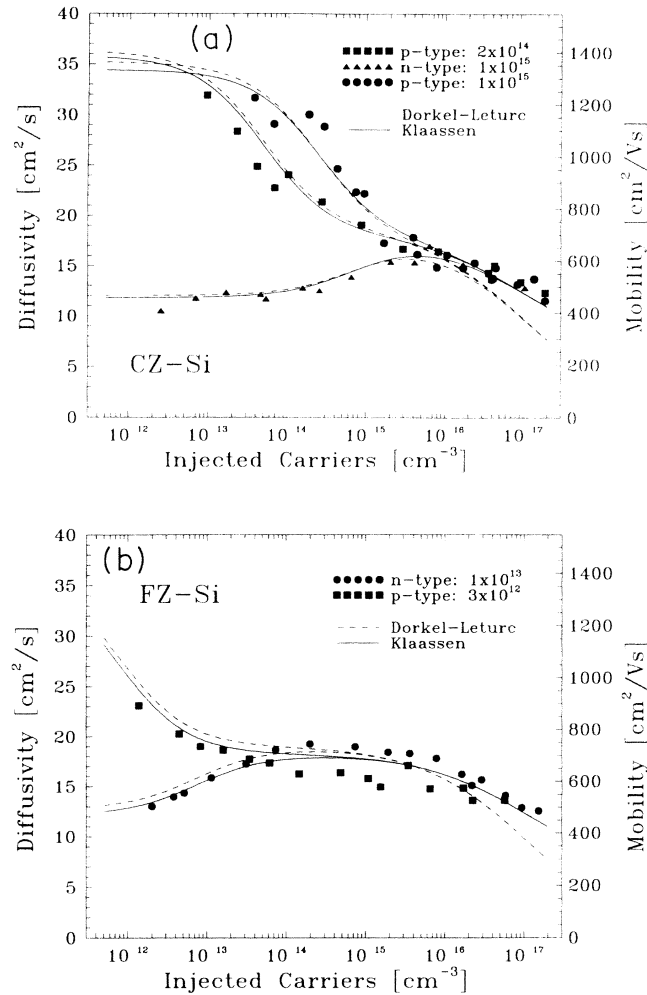 (a)
■■■■■ p-type: 2x10¹⁴
▲▲▲▲▲ n-type: 1x10¹⁵
●●●●● p-type: 1x10¹⁵
Dorkel-Leturc
Klaassen
CZ-Si
Diffusivity [cm²/s]
40
35
30
25
20
15
10
5
0
Mobility [cm²/Vs]
1400
1200
1000
800
600
400
200
0
10¹² 10¹³ 10¹⁴ 10¹⁵ 10¹⁶ 10¹⁷
Injected Carriers [cm⁻³]
(b)
FZ-Si
●●●●● n-type: 1x10¹³
■■■■■ p-type: 3x10¹²
Dorkel-Leturc
Klaassen
Diffusivity [cm²/s]
40
35
30
25
20
15
10
5
0
Mobility [cm²/Vs]
1400
1200
1000
800
600
400
200
0
10¹² 10¹³ 10¹⁴ 10¹⁵ 10¹⁶ 10¹⁷
Injected Carriers [cm⁻³]